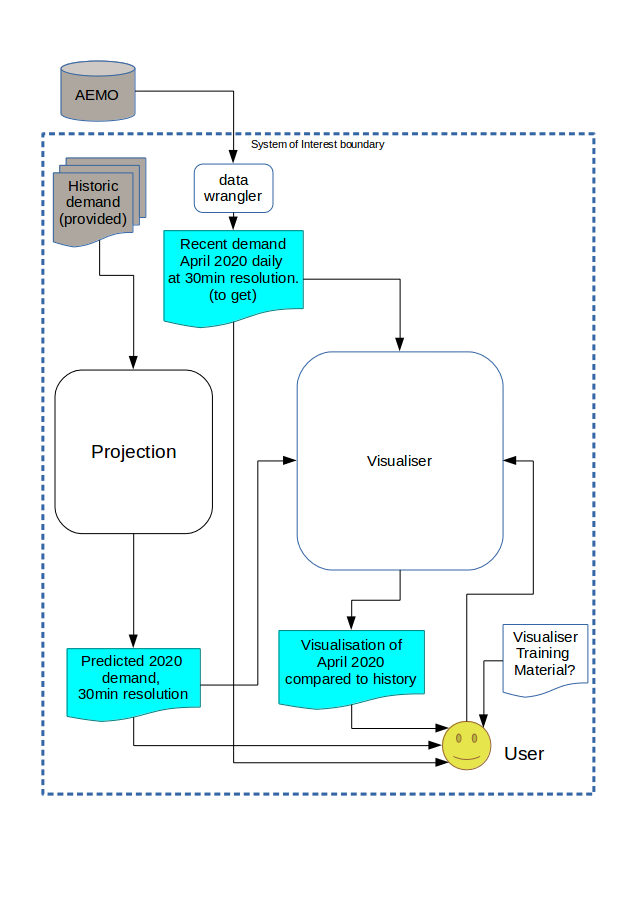 AEMO
System of Interest boundary
Historic
demand
(provided)
data
wrangler
Recent demand
April 2020 daily
at 30min resolution.
(to get)
Projection
Visualiser
Predicted 2020
demand,
30min resolution
Visualisation of
April 2020
compared to history
Visualiser
Training
Material?
User